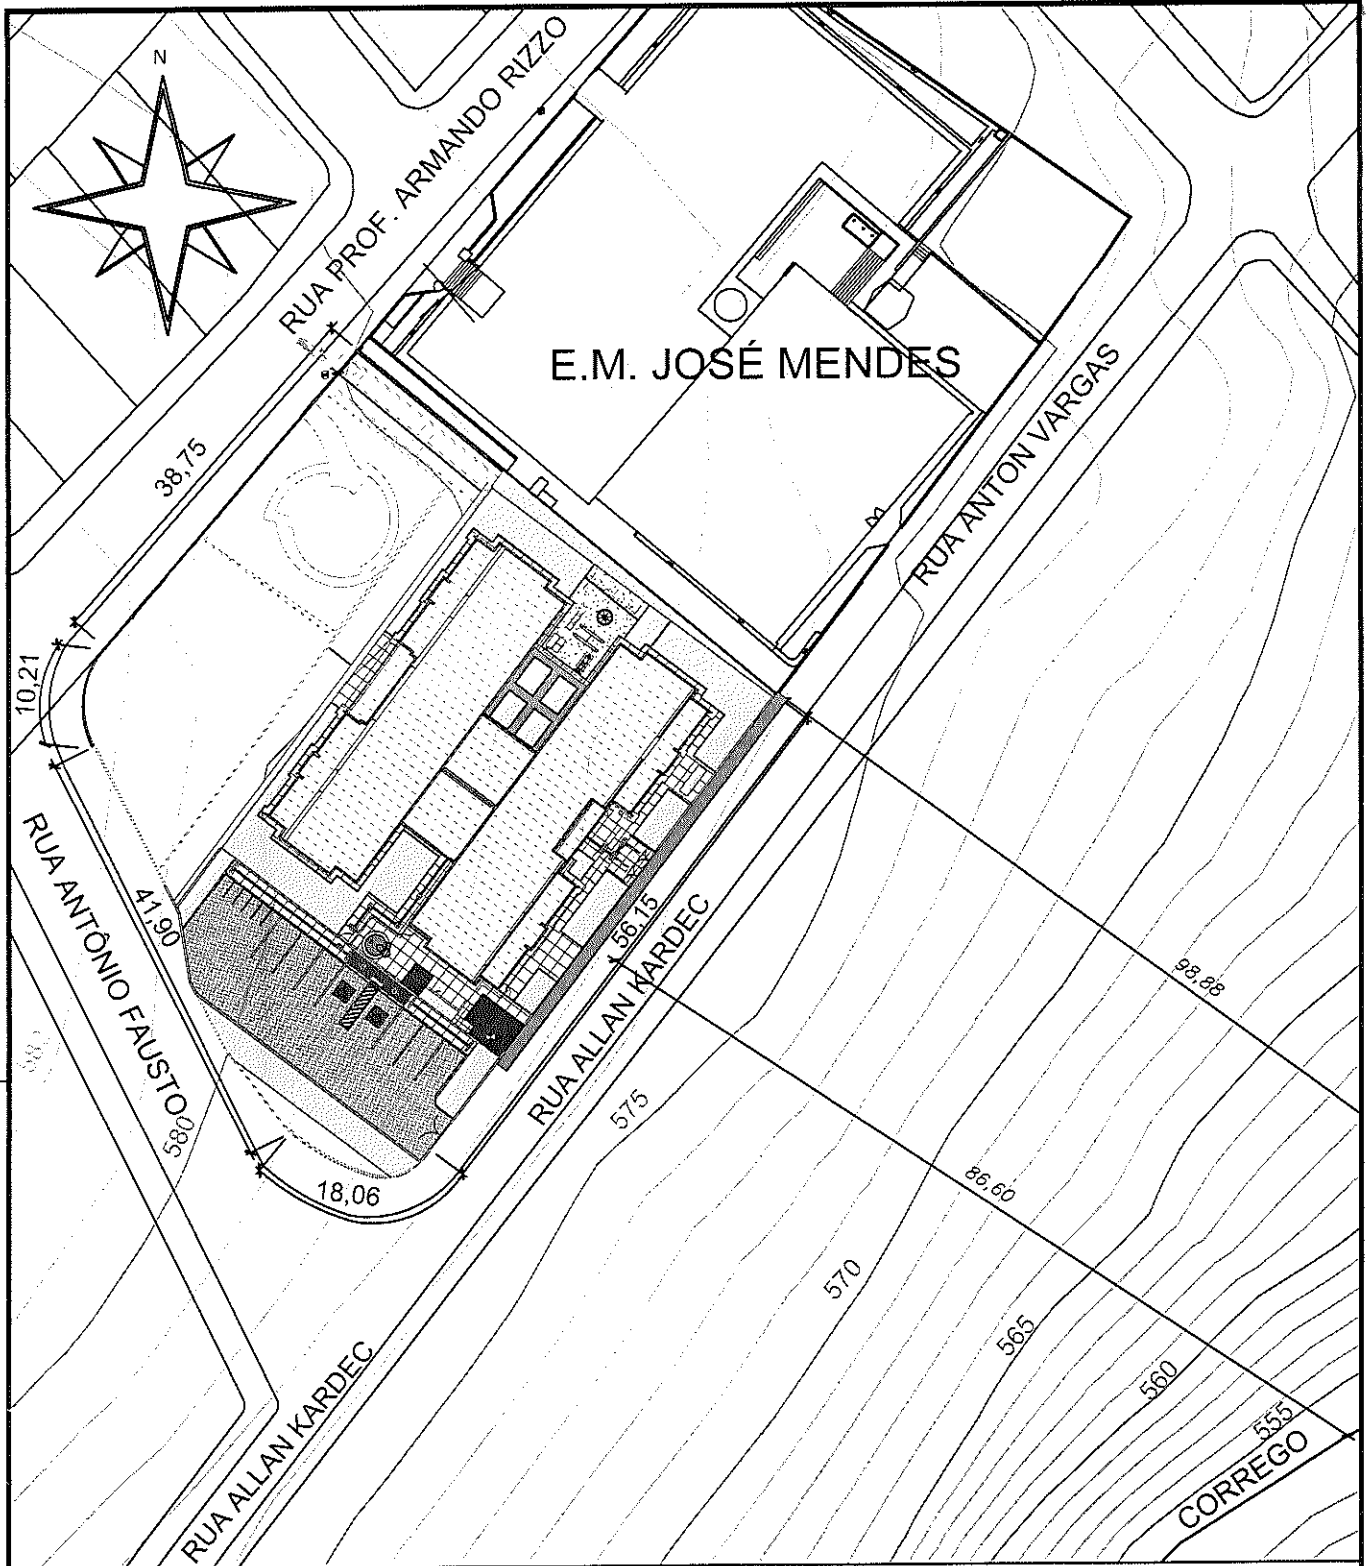 N
RUA PROF. ARMANDO RIZZO
E.M. JOSÉ MENDES
RUA ANTON VARGAS
38,75
10,21
41,90
RUA ANTÔNIO FAUSTO
580
18,06
56,15
RUA ALLAN KARDEC
98,88
86,60
575
570
565
560
555
CORREGO
RUA ALLAN KARDEC